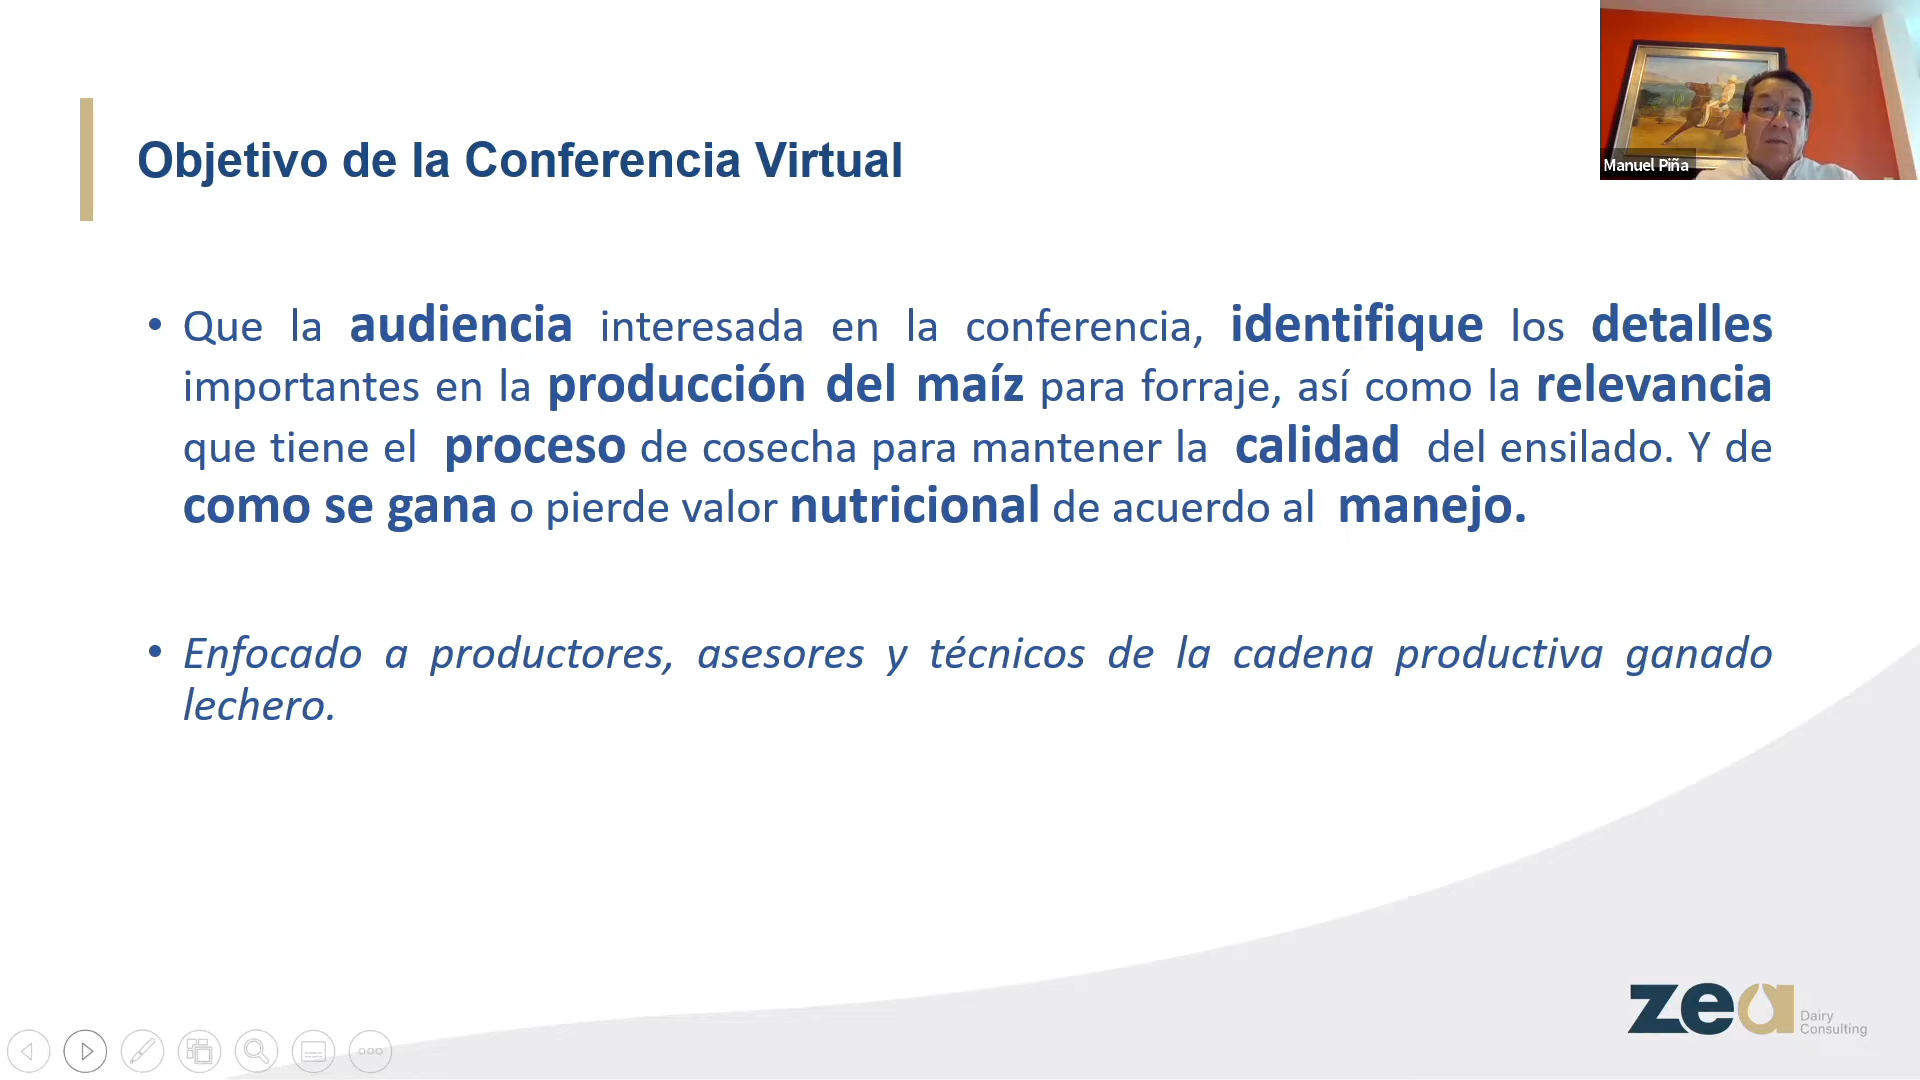 Manuel Piña
Objetivo de la Conferencia Virtual
• Que la audiencia interesada en la conferencia, identifique los detalles
importantes en la producción del maíz para forraje, así como la relevancia
que tiene el proceso de cosecha para mantener la calidad del ensilado. Y de
como se gana o pierde valor nutricional de acuerdo al manejo.
• Enfocado a productores, asesores y técnicos de la cadena productiva ganado
lechero.
zea
Dairy
Consulting